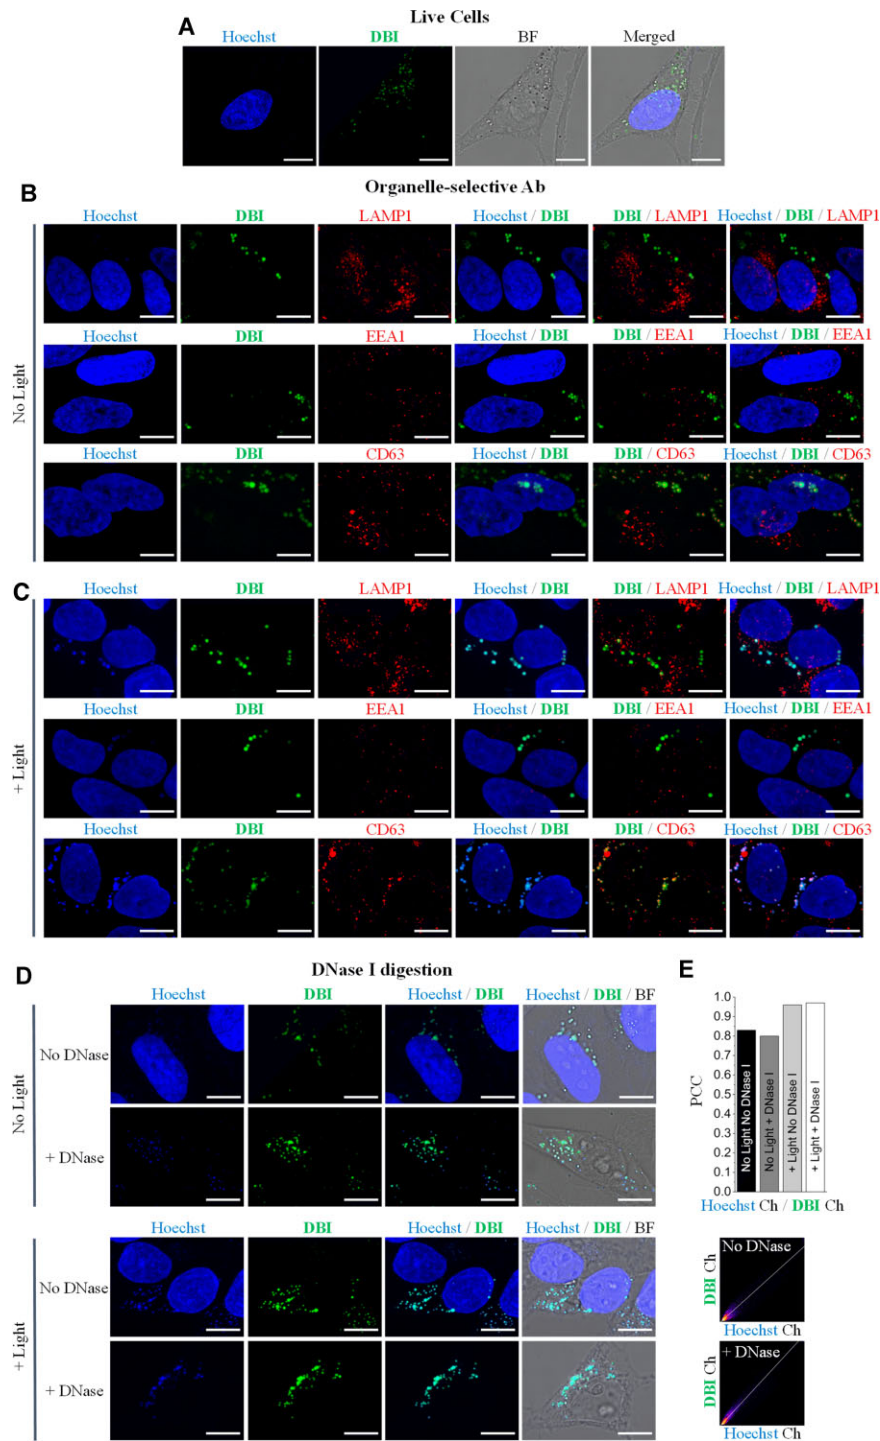 Live Cells
A
Hoechst DBI BF Merged
B
Organelle-selective Ab
Hoechst DBI LAMP1 Hoechst / DBI DBI / LAMP1 Hoechst / DBI / LAMP1
No Light
Hoechst DBI EEA1 Hoechst / DBI DBI / EEA1 Hoechst / DBI / EEA1
Hoechst DBI CD63 Hoechst / DBI DBI / CD63 Hoechst / DBI / CD63
C
Hoechst DBI LAMP1 Hoechst / DBI DBI / LAMP1 Hoechst / DBI / LAMP1
+ Light
Hoechst DBI EEA1 Hoechst / DBI DBI / EEA1 Hoechst / DBI / EEA1
Hoechst DBI CD63 Hoechst / DBI DBI / CD63 Hoechst / DBI / CD63
D
DNase I digestion
Hoechst DBI Hoechst / DBI Hoechst / DBI / BF
No Light
No DNase
+ DNase
+ Light
No DNase
+ DNase
E
PCC
1.0
0.9
0.8
0.7
0.6
0.5
0.4
0.3
0.2
0.1
0.0
No Light No DNase I
No Light + DNase I
+ Light No DNase I
+ Light + DNase I
Hoechst Ch / DBI Ch
No DNase
DBI Ch
Hoechst Ch
+ DNase
DBI Ch
Hoechst Ch